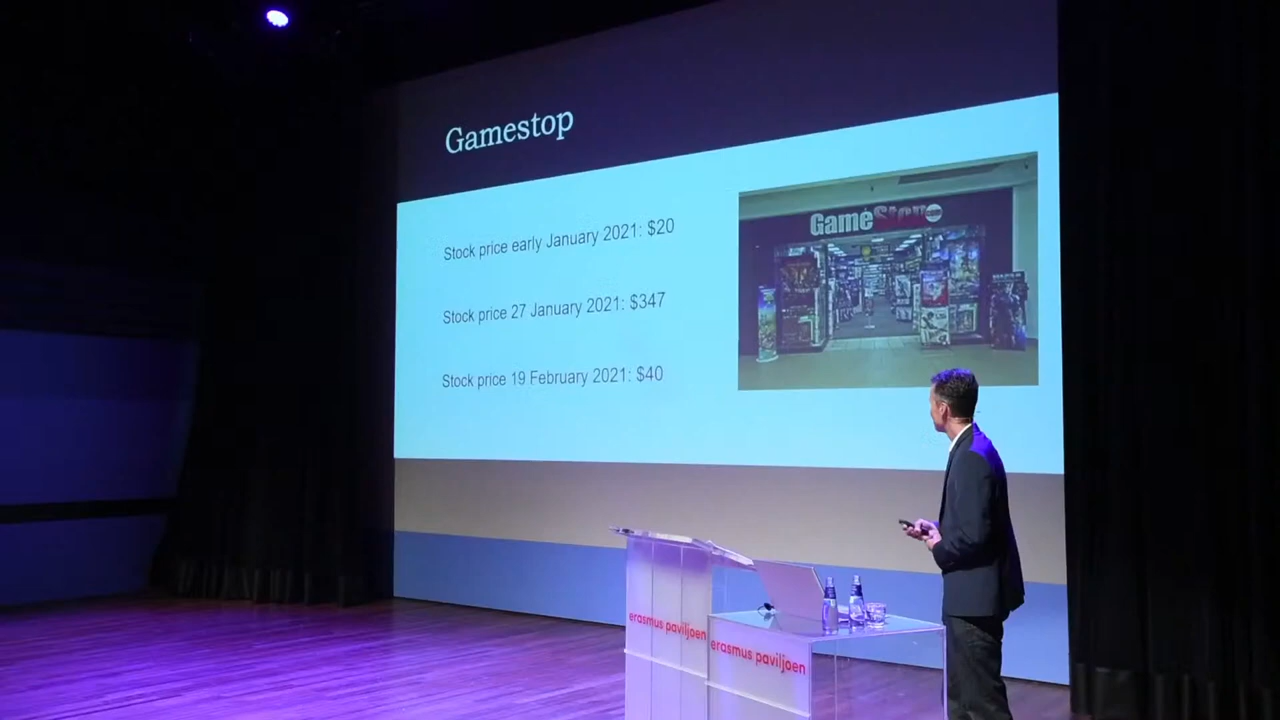 Gamestop
Stock price early January 2021: $20
Stock price 27 January 2021: $347
Stock price 19 February 2021: $40
GameStop
erasmus paviljoen
erasmus paviljoen